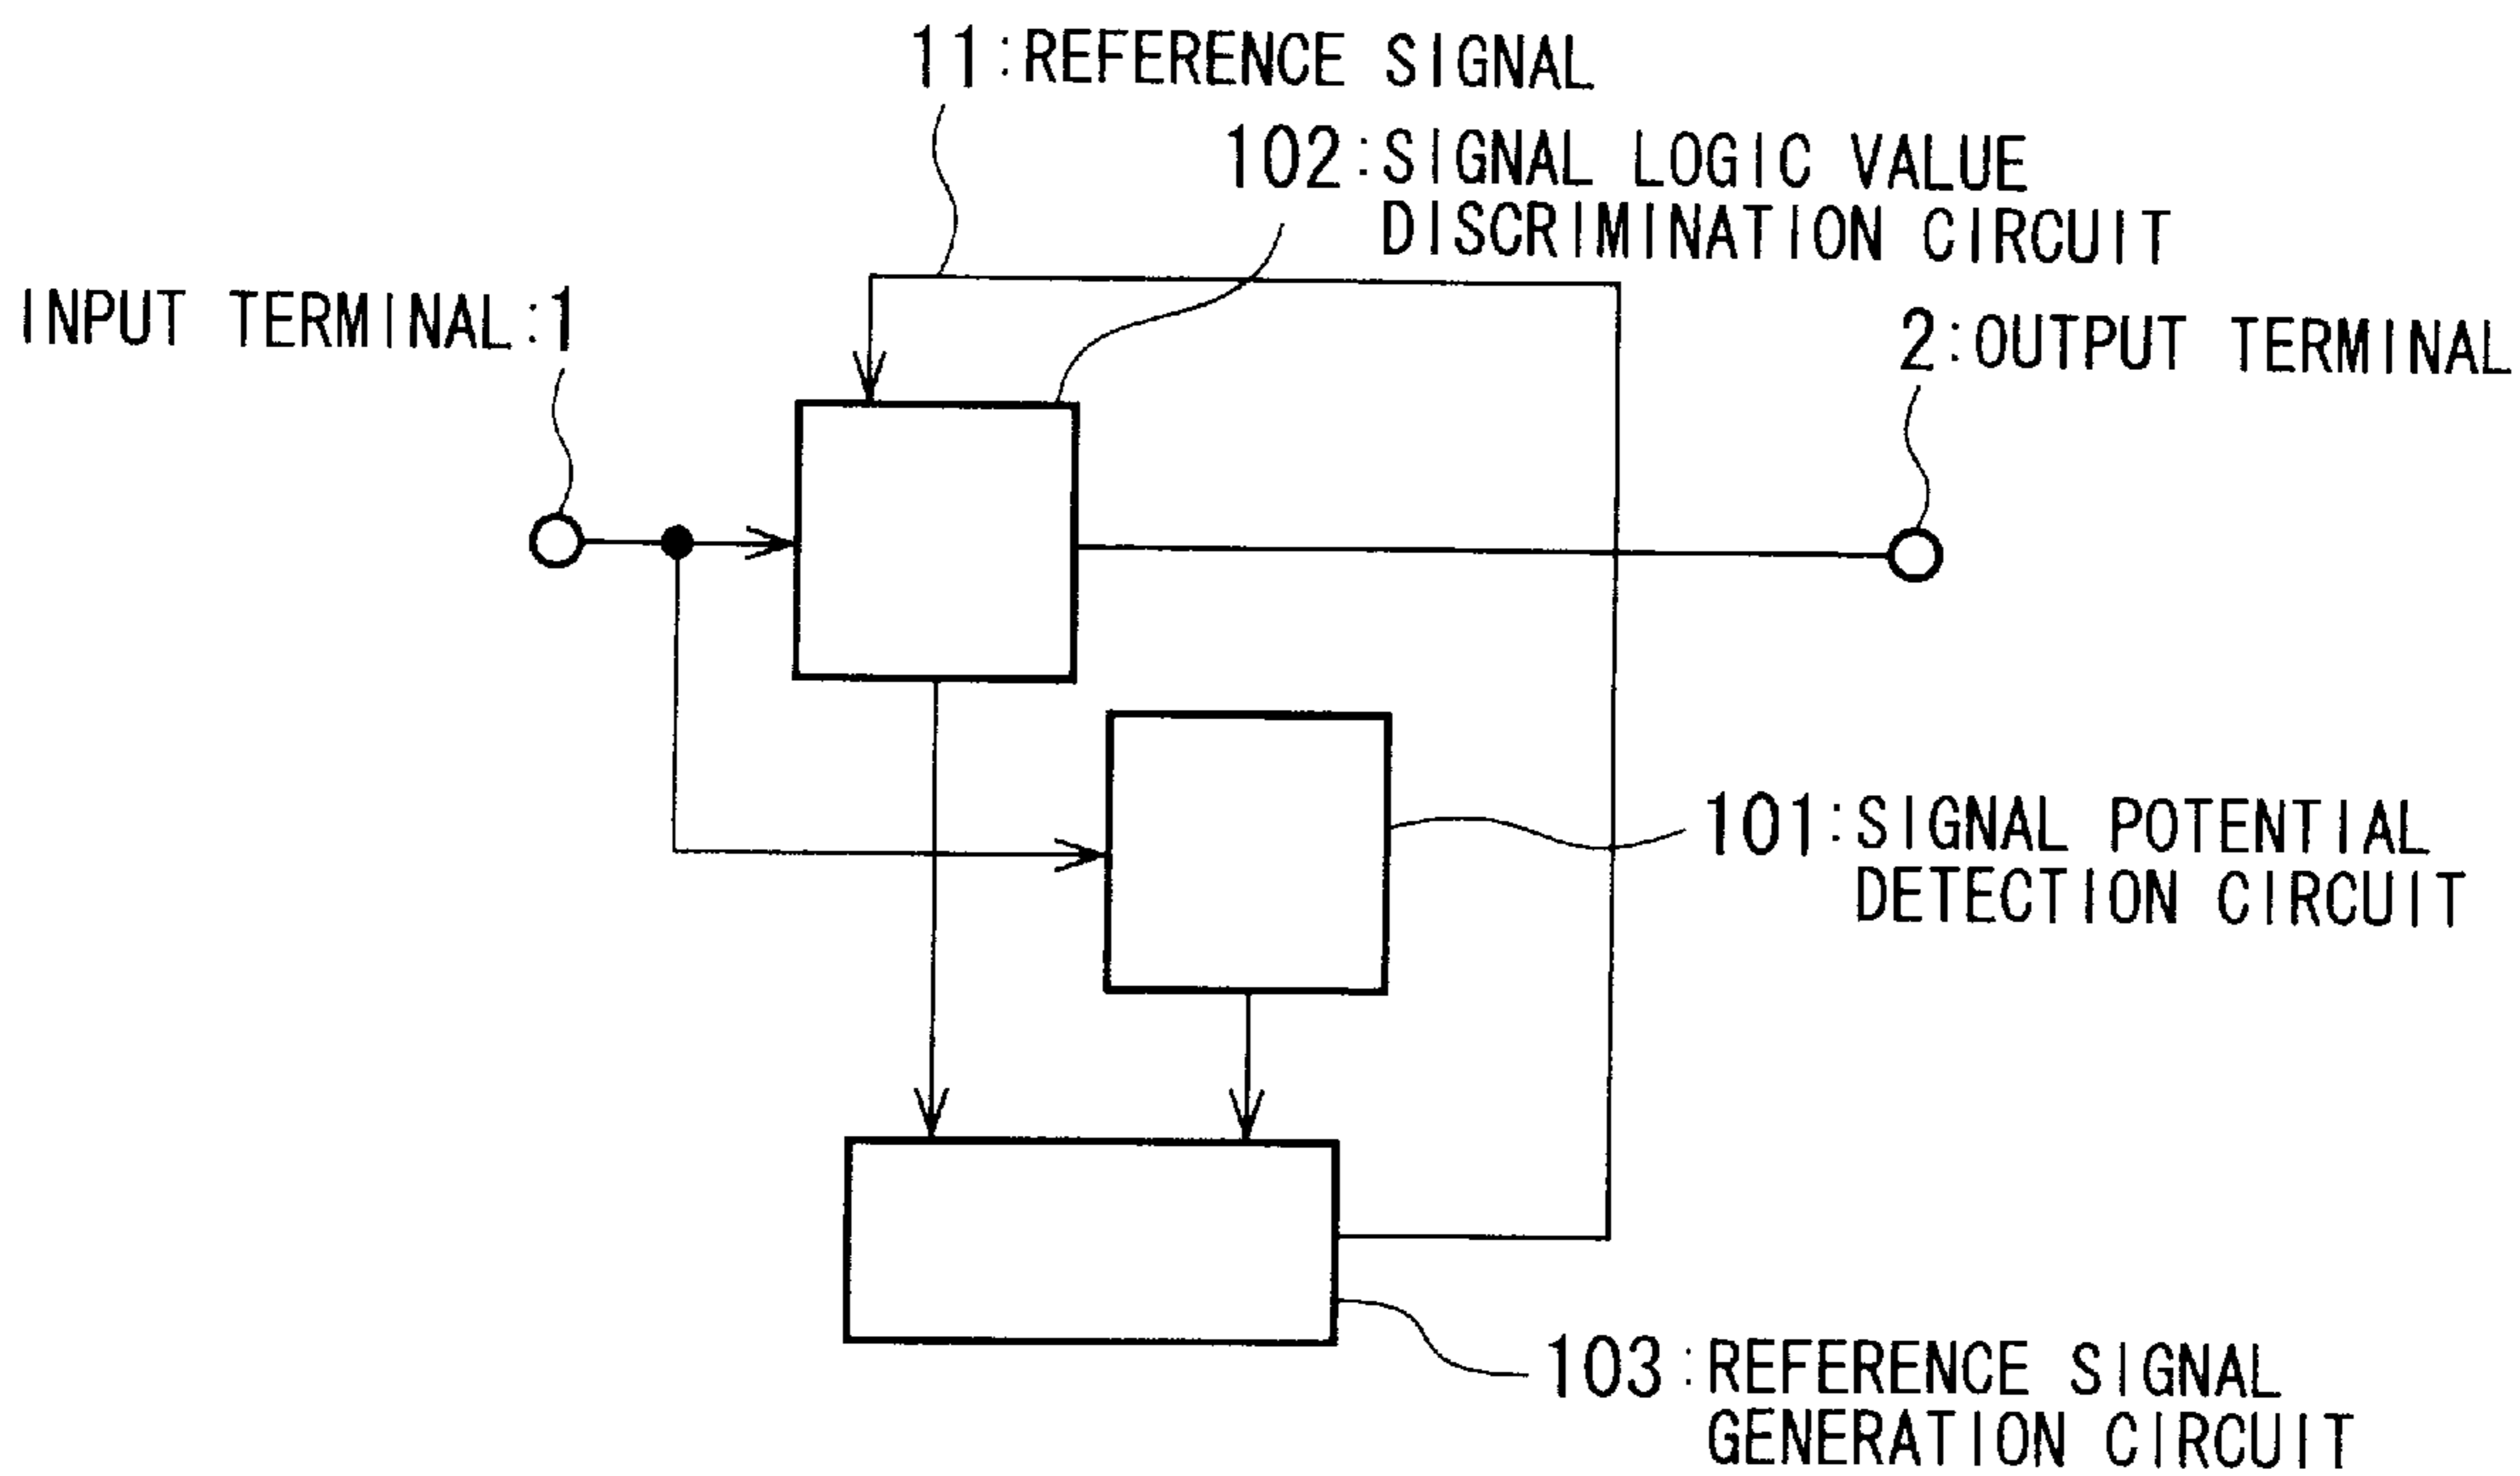 11:REFERENCE SIGNAL
102:SIGNAL LOGIC VALUE
DISCRIMINATION CIRCUIT
INPUT TERMINAL:1
2:OUTPUT TERMINAL
101:SIGNAL POTENTIAL
DETECTION CIRCUIT
103:REFERENCE SIGNAL
GENERATION CIRCUIT